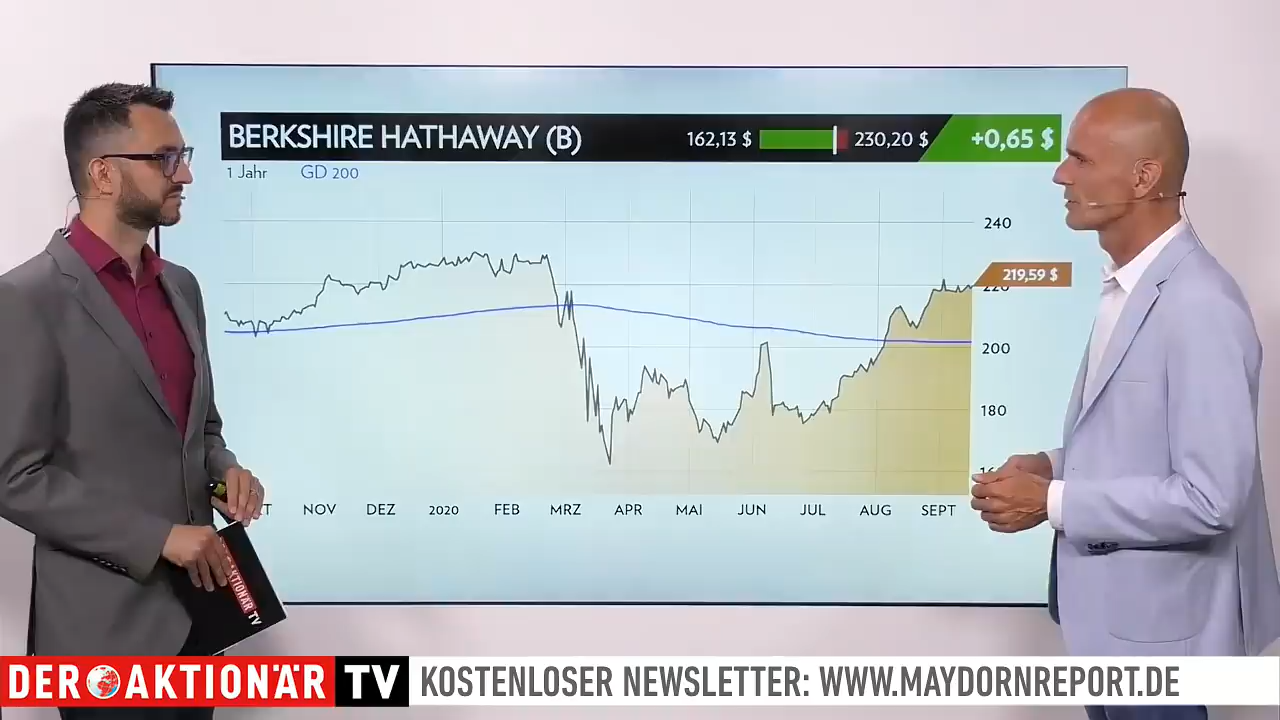 BERKSHIRE HATHAWAY (B) 162,13 $ 230,20 $ +0,65 $
1 Jahr GD 200
240
219,59 $
220
200
180
NOV DEZ 2020 FEB MRZ APR MAI JUN JUL AUG SEPT
AKTIONÄR TV
DER AKTIONÄR TV KOSTENLOSER NEWSLETTER: WWW.MAYDORNREPORT.DE